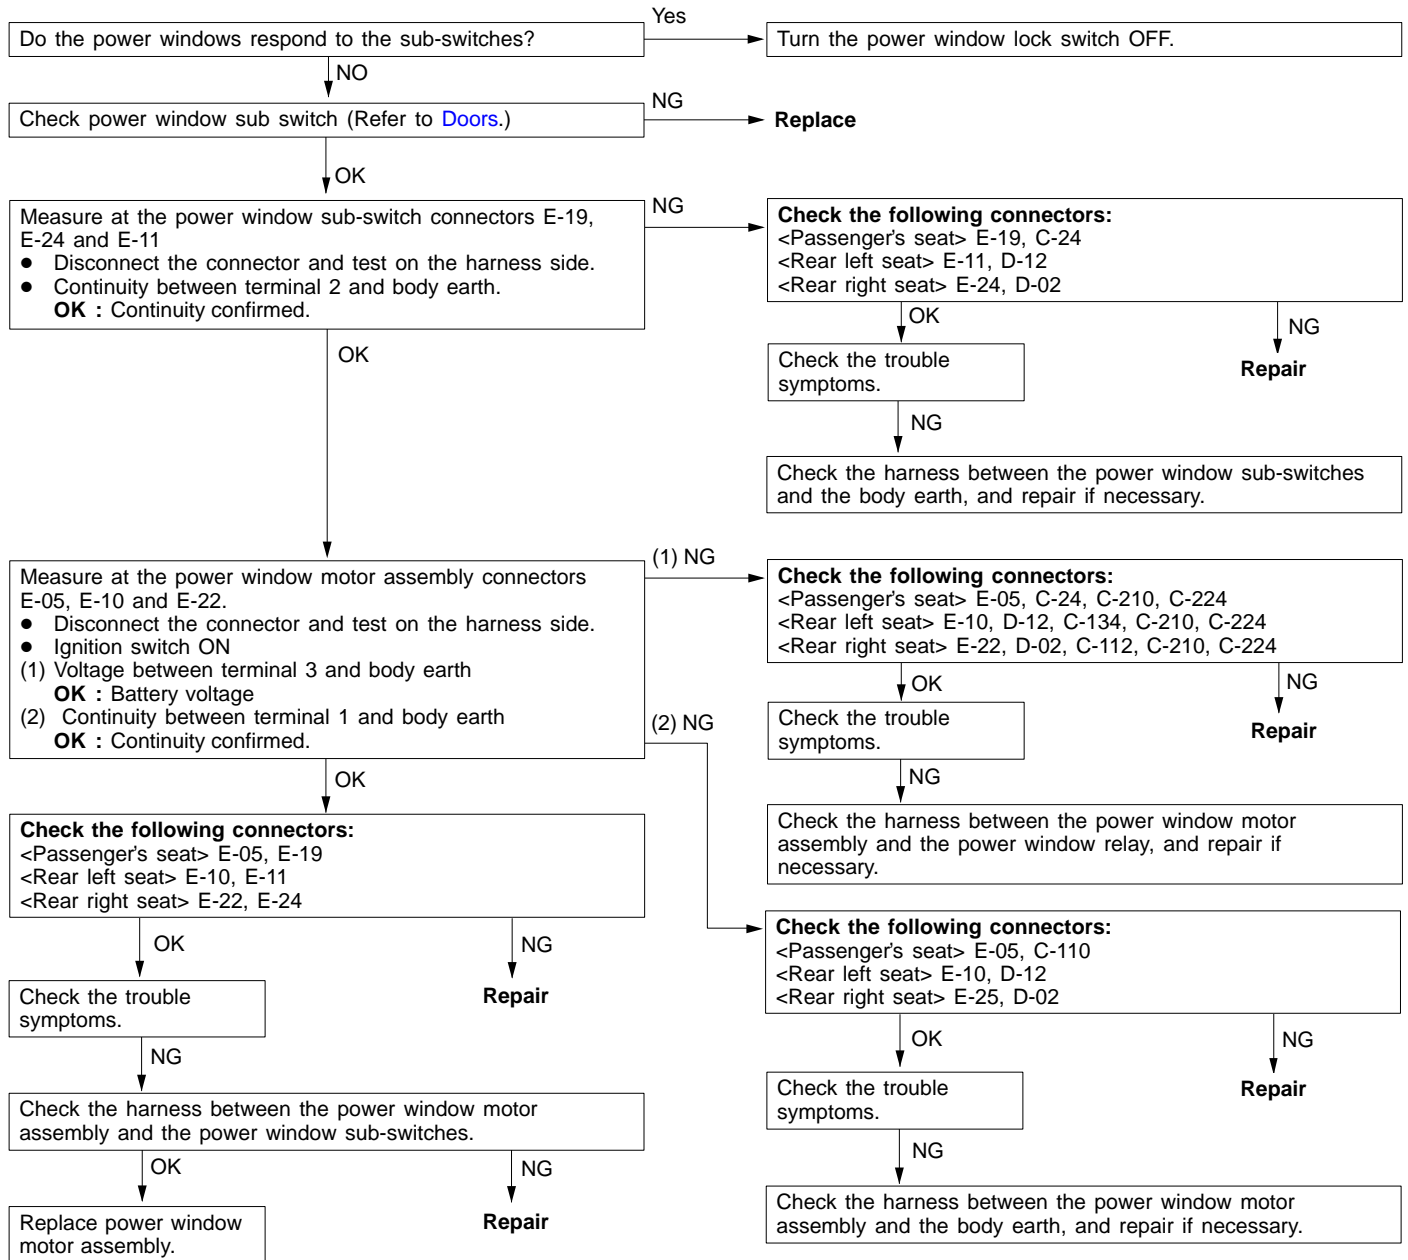 Do the power windows respond to the sub-switches?
Yes
Turn the power window lock switch OFF.
NO
Check power window sub switch (Refer to Doors.)
NG
Replace
OK
Measure at the power window sub-switch connectors E-19,
E-24 and E-11
● Disconnect the connector and test on the harness side.
● Continuity between terminal 2 and body earth.
OK : Continuity confirmed.
NG
Check the following connectors:
<Passenger's seat> E-19, C-24
<Rear left seat> E-11, D-12
<Rear right seat> E-24, D-02
OK
NG
Check the trouble
symptoms.
Repair
NG
Check the harness between the power window sub-switches
and the body earth, and repair if necessary.
OK
Measure at the power window motor assembly connectors
E-05, E-10 and E-22.
● Disconnect the connector and test on the harness side.
● Ignition switch ON
(1) Voltage between terminal 3 and body earth
OK : Battery voltage
(2) Continuity between terminal 1 and body earth
OK : Continuity confirmed.
(1) NG
Check the following connectors:
<Passenger's seat> E-05, C-24, C-210, C-224
<Rear left seat> E-10, D-12, C-134, C-210, C-224
<Rear right seat> E-22, D-02, C-112, C-210, C-224
OK
NG
Check the trouble
symptoms.
Repair
NG
Check the harness between the power window motor
assembly and the power window relay, and repair if
necessary.
(2) NG
Check the following connectors:
<Passenger's seat> E-05, C-110
<Rear left seat> E-10, D-12
<Rear right seat> E-25, D-02
OK
NG
Check the trouble
symptoms.
Repair
NG
Check the harness between the power window motor
assembly and the body earth, and repair if necessary.
OK
Check the following connectors:
<Passenger's seat> E-05, E-19
<Rear left seat> E-10, E-11
<Rear right seat> E-22, E-24
OK
NG
Check the trouble
symptoms.
Repair
NG
Check the harness between the power window motor
assembly and the power window sub-switches.
OK
NG
Replace power window
motor assembly.
Repair